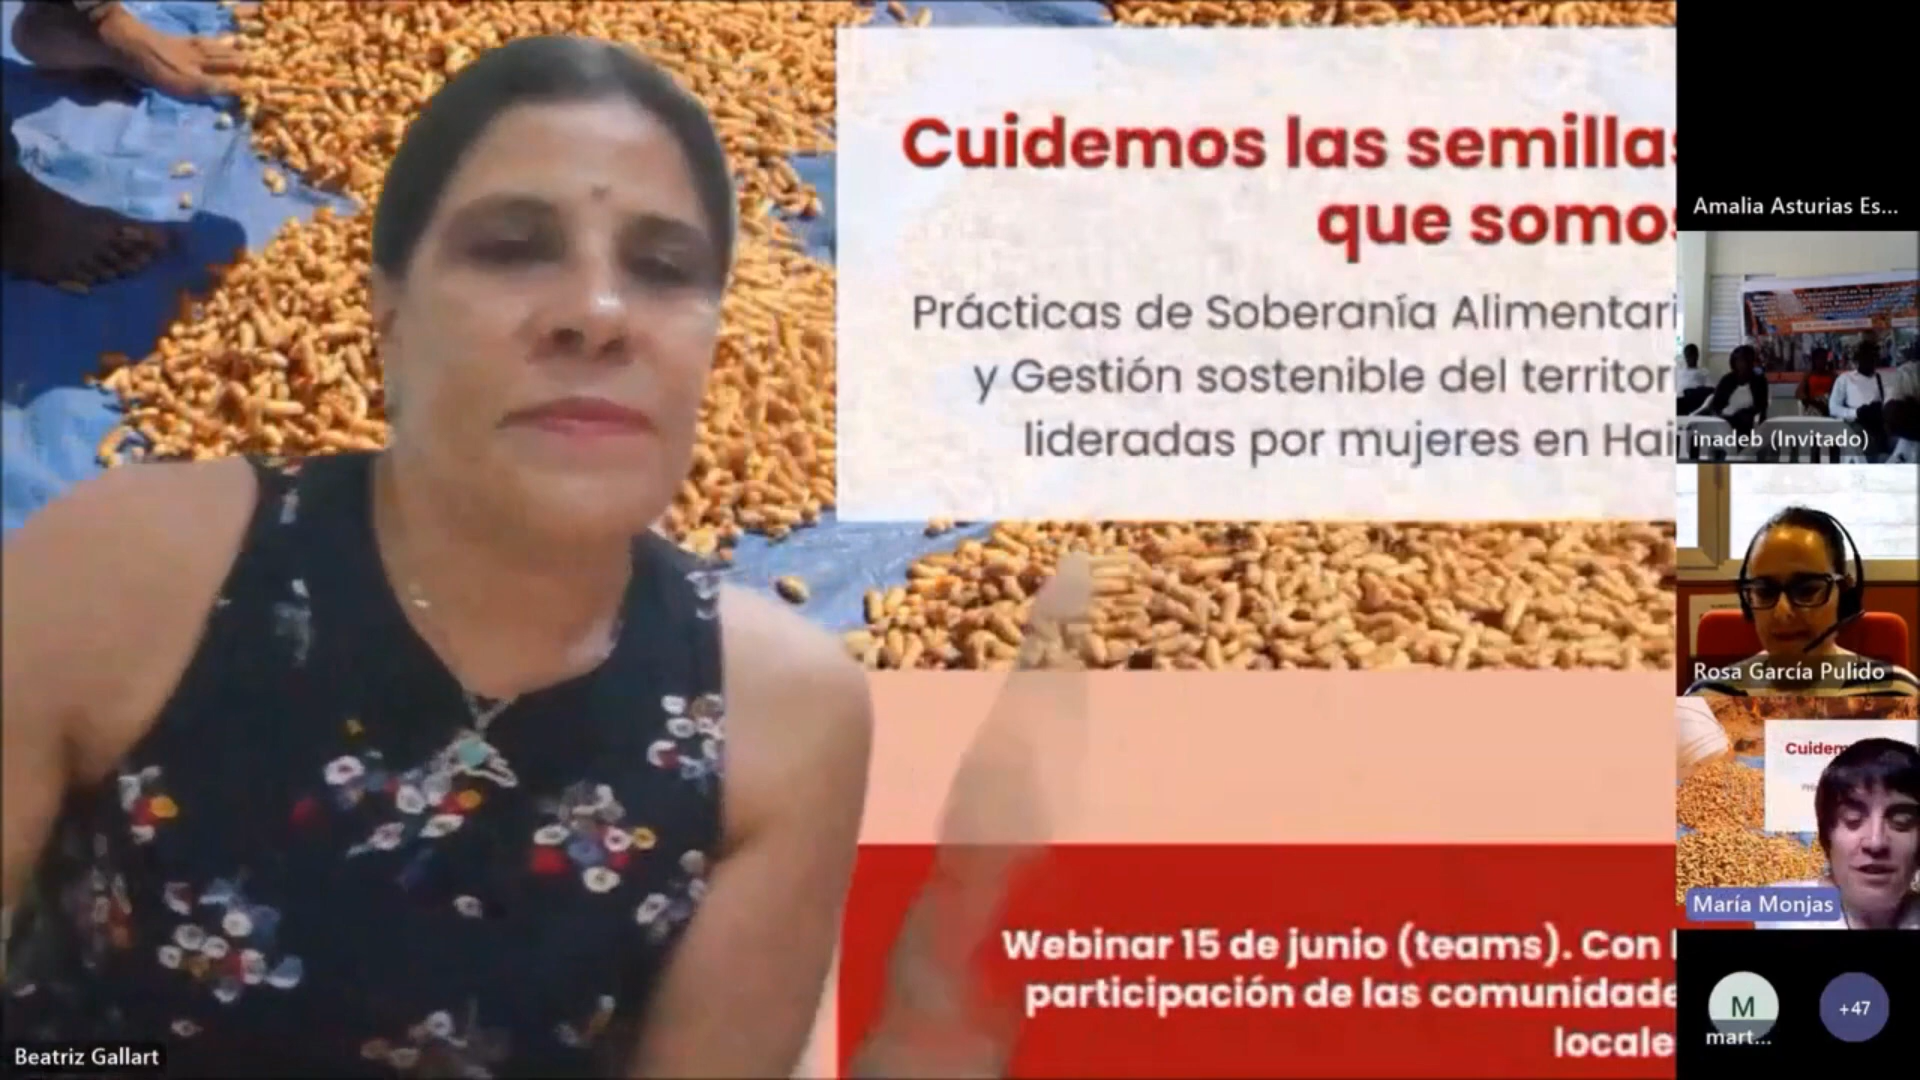 Cuidemos las semillas
que somos
Prácticas de Soberanía Alimentari
y Gestión sostenible del territor
lideradas por mujeres en Hai
Webinar 15 de junio (teams). Con
participación de las comunidade
locale
Beatriz Gallart
Amalia Asturias Es...
inadeb (Invitado)
Rosa García Pulido
Cuidem
María Monjas
M
mart...
+47